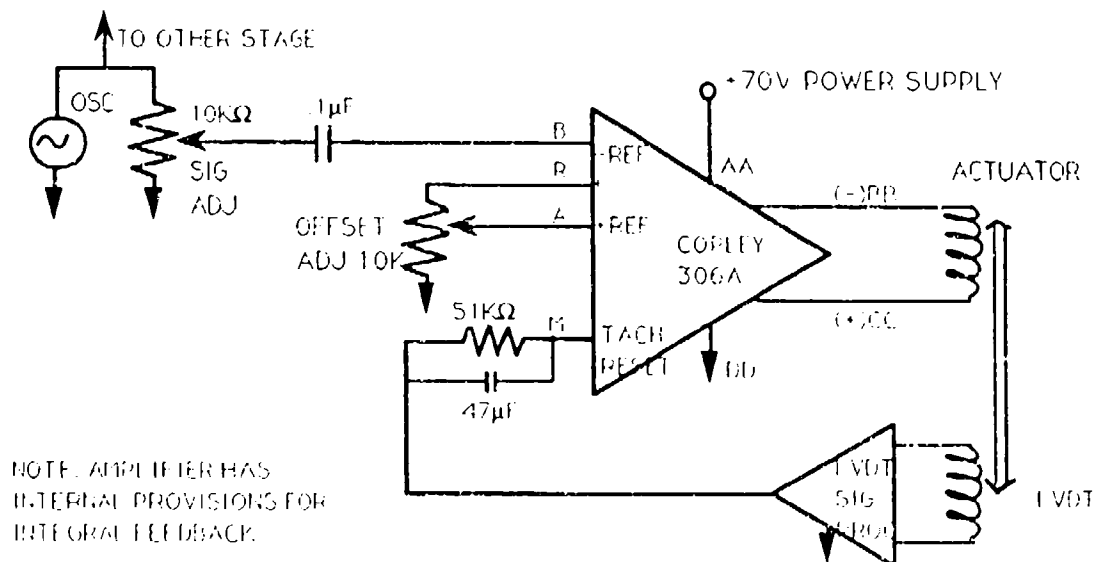 TO OTHER STAGE
OSC
10KΩ
SIG
ADJ
.1µF
B
-REF
R
A
+REF
OFFSET
ADJ 10K
+70V POWER SUPPLY
AA
COPLEY
306A
(-)BB
(+)CC
ACTUATOR
51KΩ
M
TACH
RESET
47µF
DD
LVDT
SIG
LVDT
NOTE: AMPLIFIER HAS
INTERNAL PROVISIONS FOR
INTEGRAL FEEDBACK